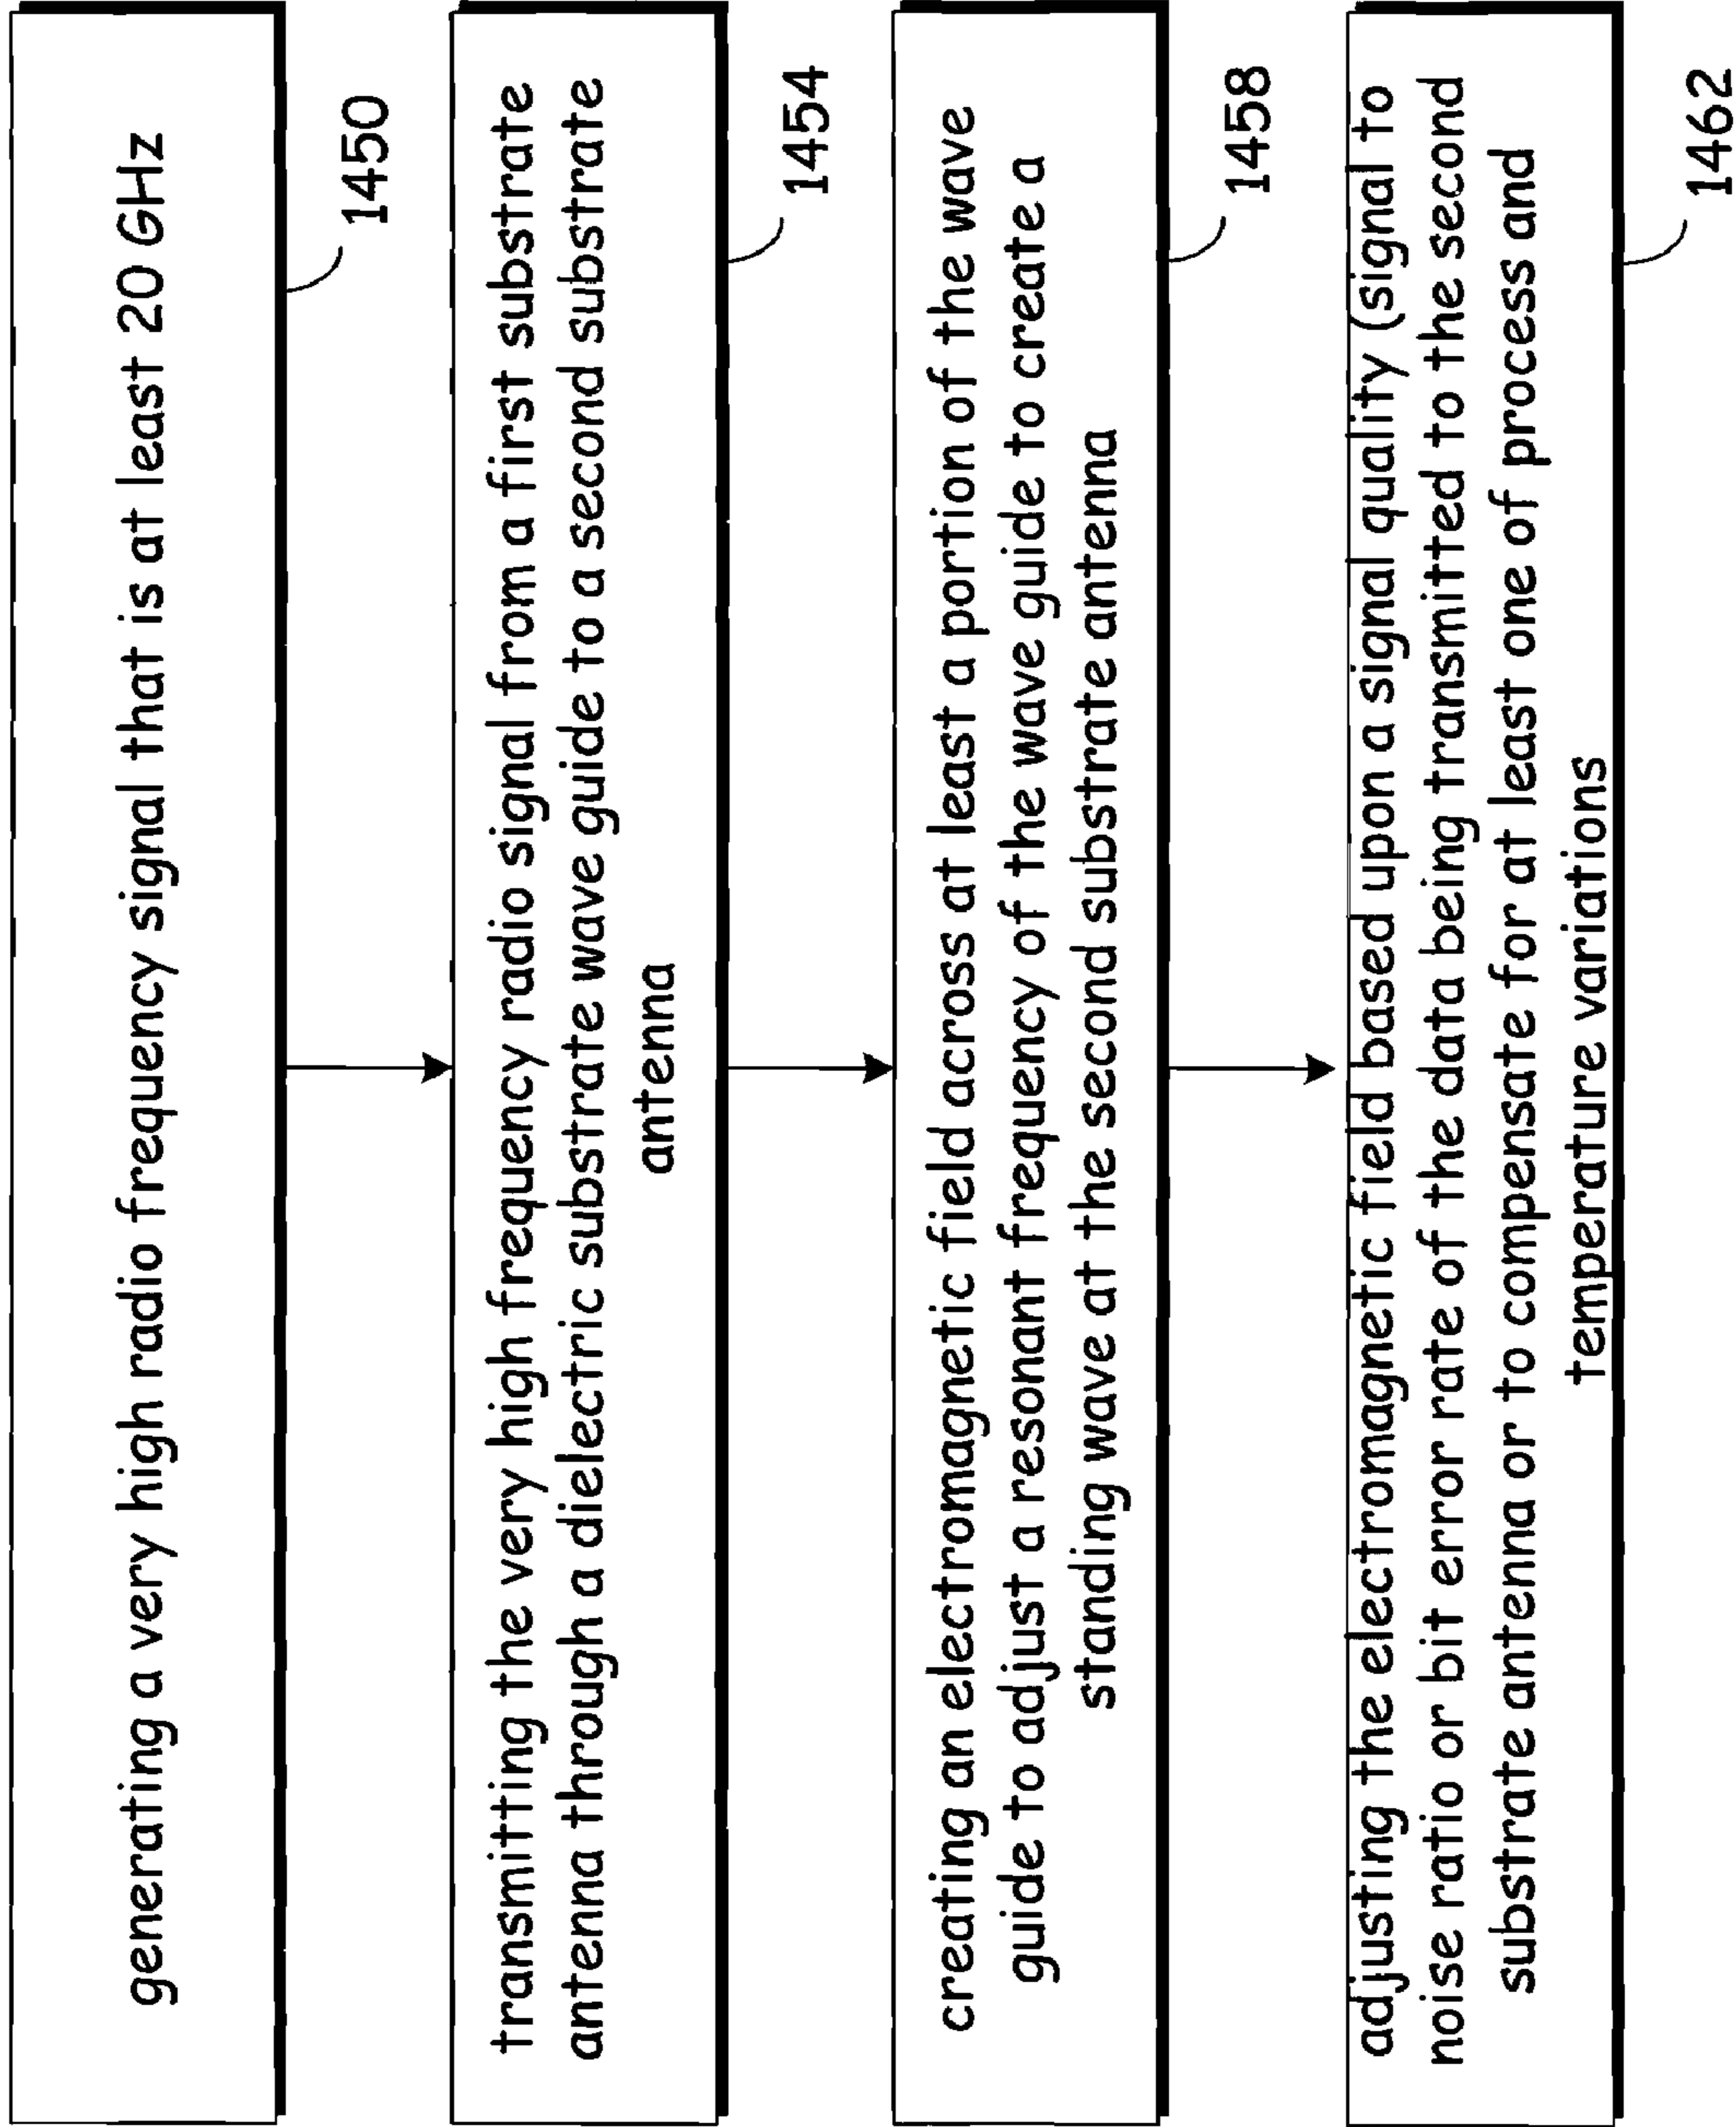 generating a very high radio frequency signal that is at least 20 GHz
1450
transmitting the very high frequency radio signal from a first substrate
antenna through a dielectric substrate wave guide to a second substrate
antenna
1454
creating an electromagnetic field across at least a portion of the wave
guide to adjust a resonant frequency of the wave guide to create a
standing wave at the second substrate antenna
1458
adjusting the electromagnetic field based upon a signal quality (signal to
noise ratio or bit error rate of the data being transmitted to the second
substrate antenna or to compensate for at least one of process and
temperature variations
1462